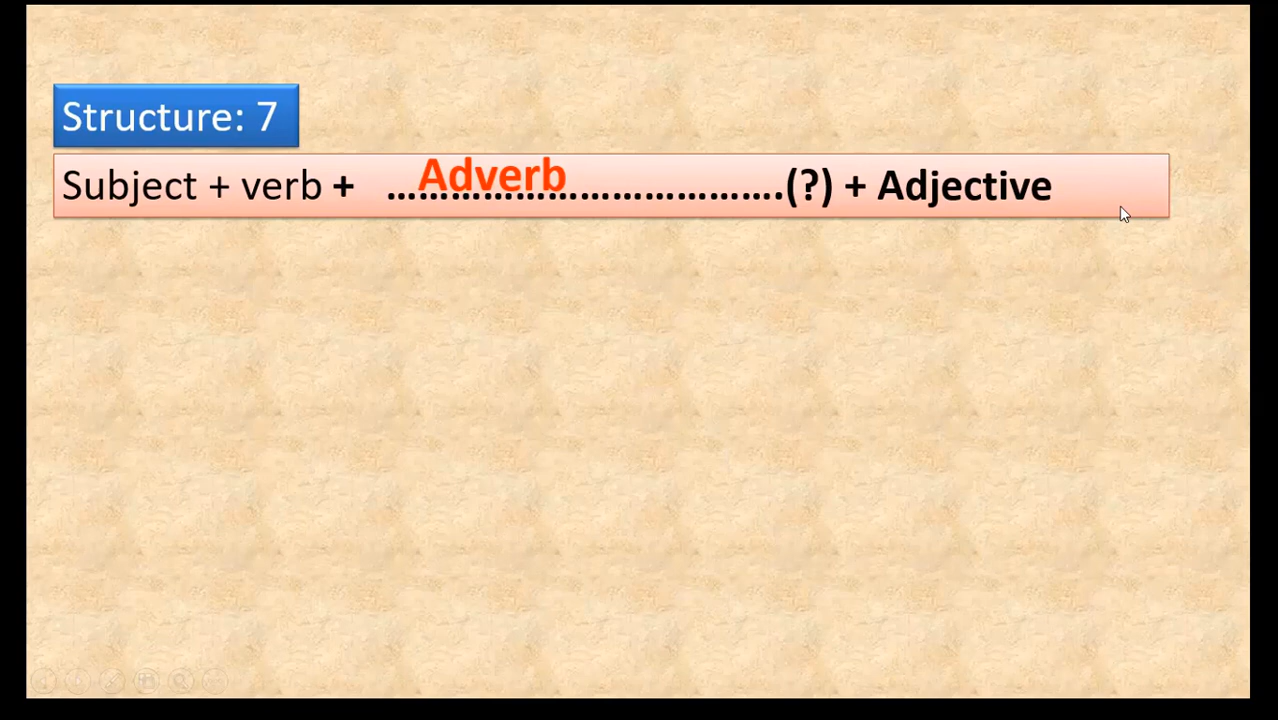 Structure: 7
Subject + verb + ...Adverb......................(?) + Adjective